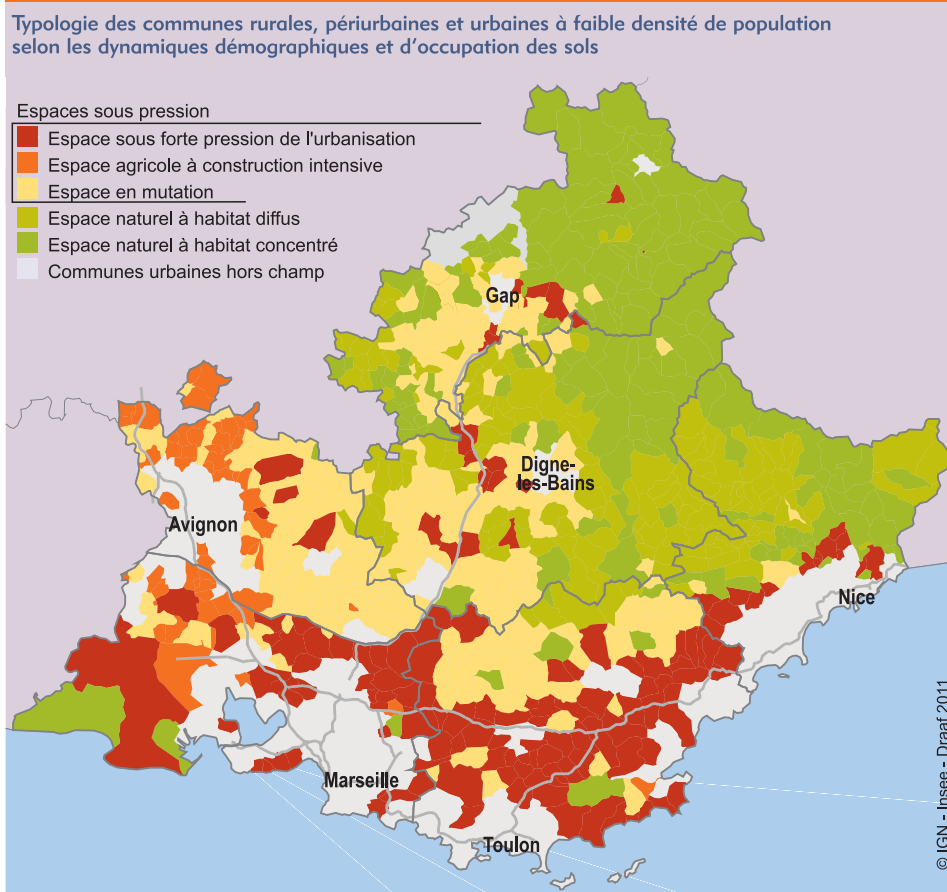 Typologie des communes rurales, périurbaines et urbaines à faible densité de population
selon les dynamiques démographiques et d'occupation des sols
Espaces sous pression
Espace sous forte pression de l'urbanisation
Espace agricole à construction intensive
Espace en mutation
Espace naturel à habitat diffus
Espace naturel à habitat concentré
Communes urbaines hors champ
Gap
Digne-
les-Bains
Avignon
Nice
Marseille
Toulon
© IGN - Insee - Draaf 2011